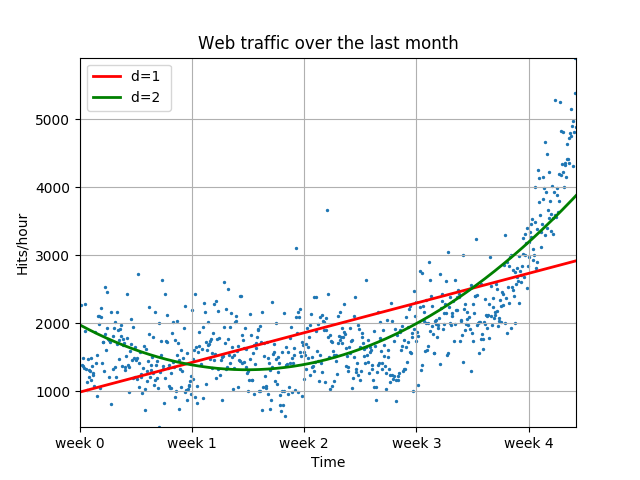 Web traffic over the last month
d=1
d=2
5000
4000
3000
2000
1000
Hits/hour
week 0 week 1 week 2 week 3 week 4
Time